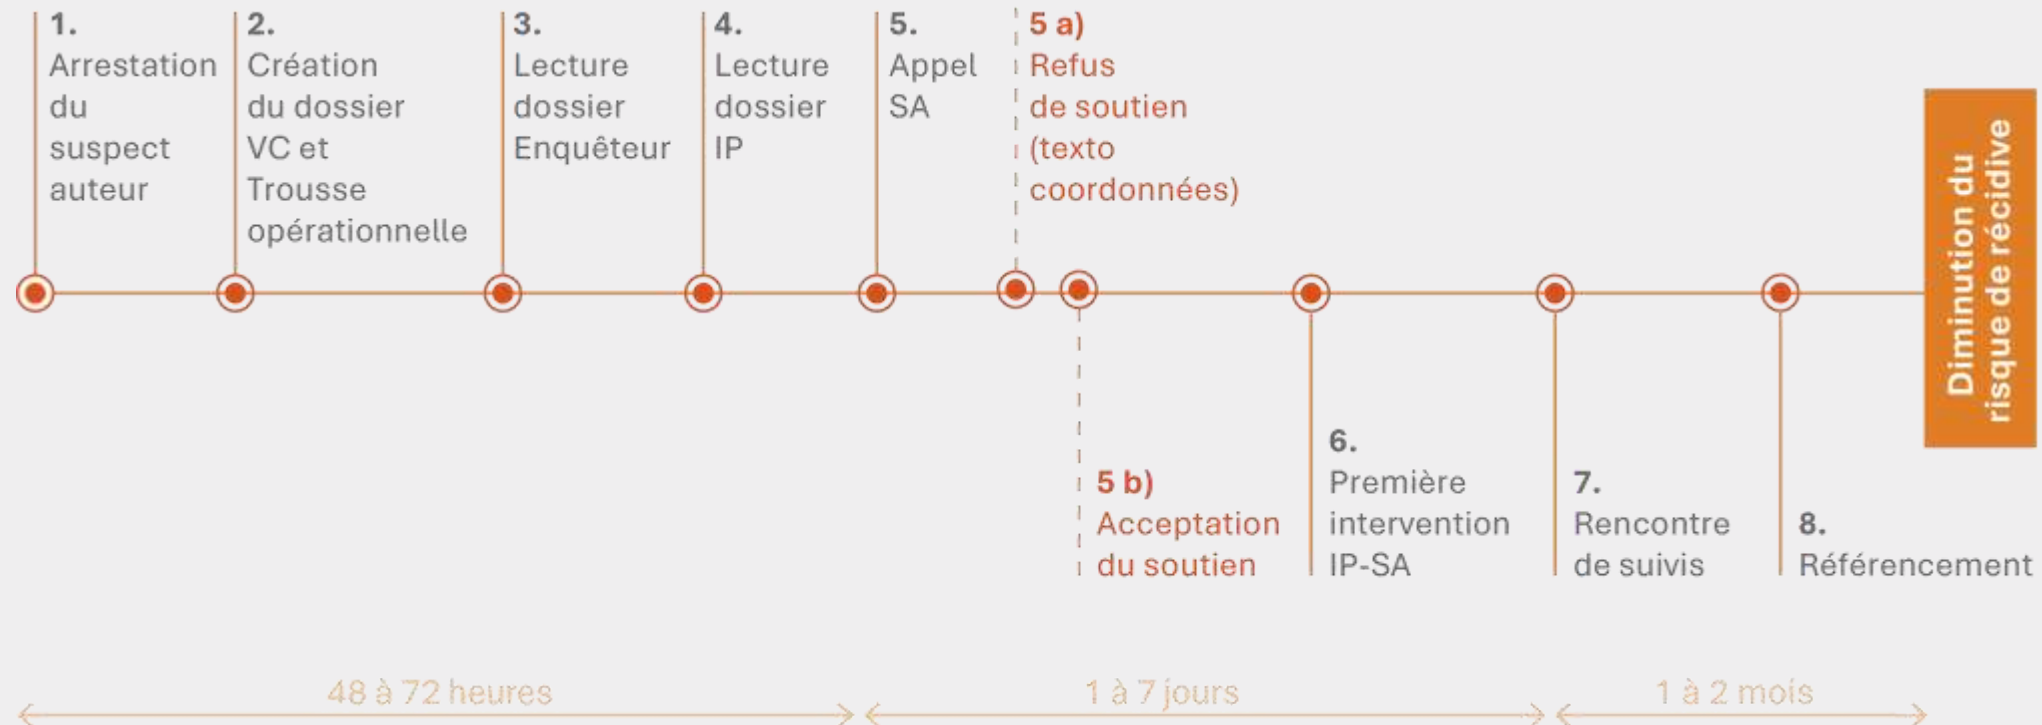 1.
Arrestation
du
suspect
auteur
2.
Création
du dossier
VC et
Trousse
opérationnelle
3.
Lecture
dossier
Enquêteur
4.
Lecture
dossier
IP
5.
Appel
SA
5 a)
Refus
de soutien
(texto
coordonnées)
5 b)
Acceptation
du soutien
6.
Première
intervention
IP-SA
7.
Rencontre
de suivis
8.
Référencement
Diminution du
risque de récidive
48 à 72 heures
1 à 7 jours
1 à 2 mois